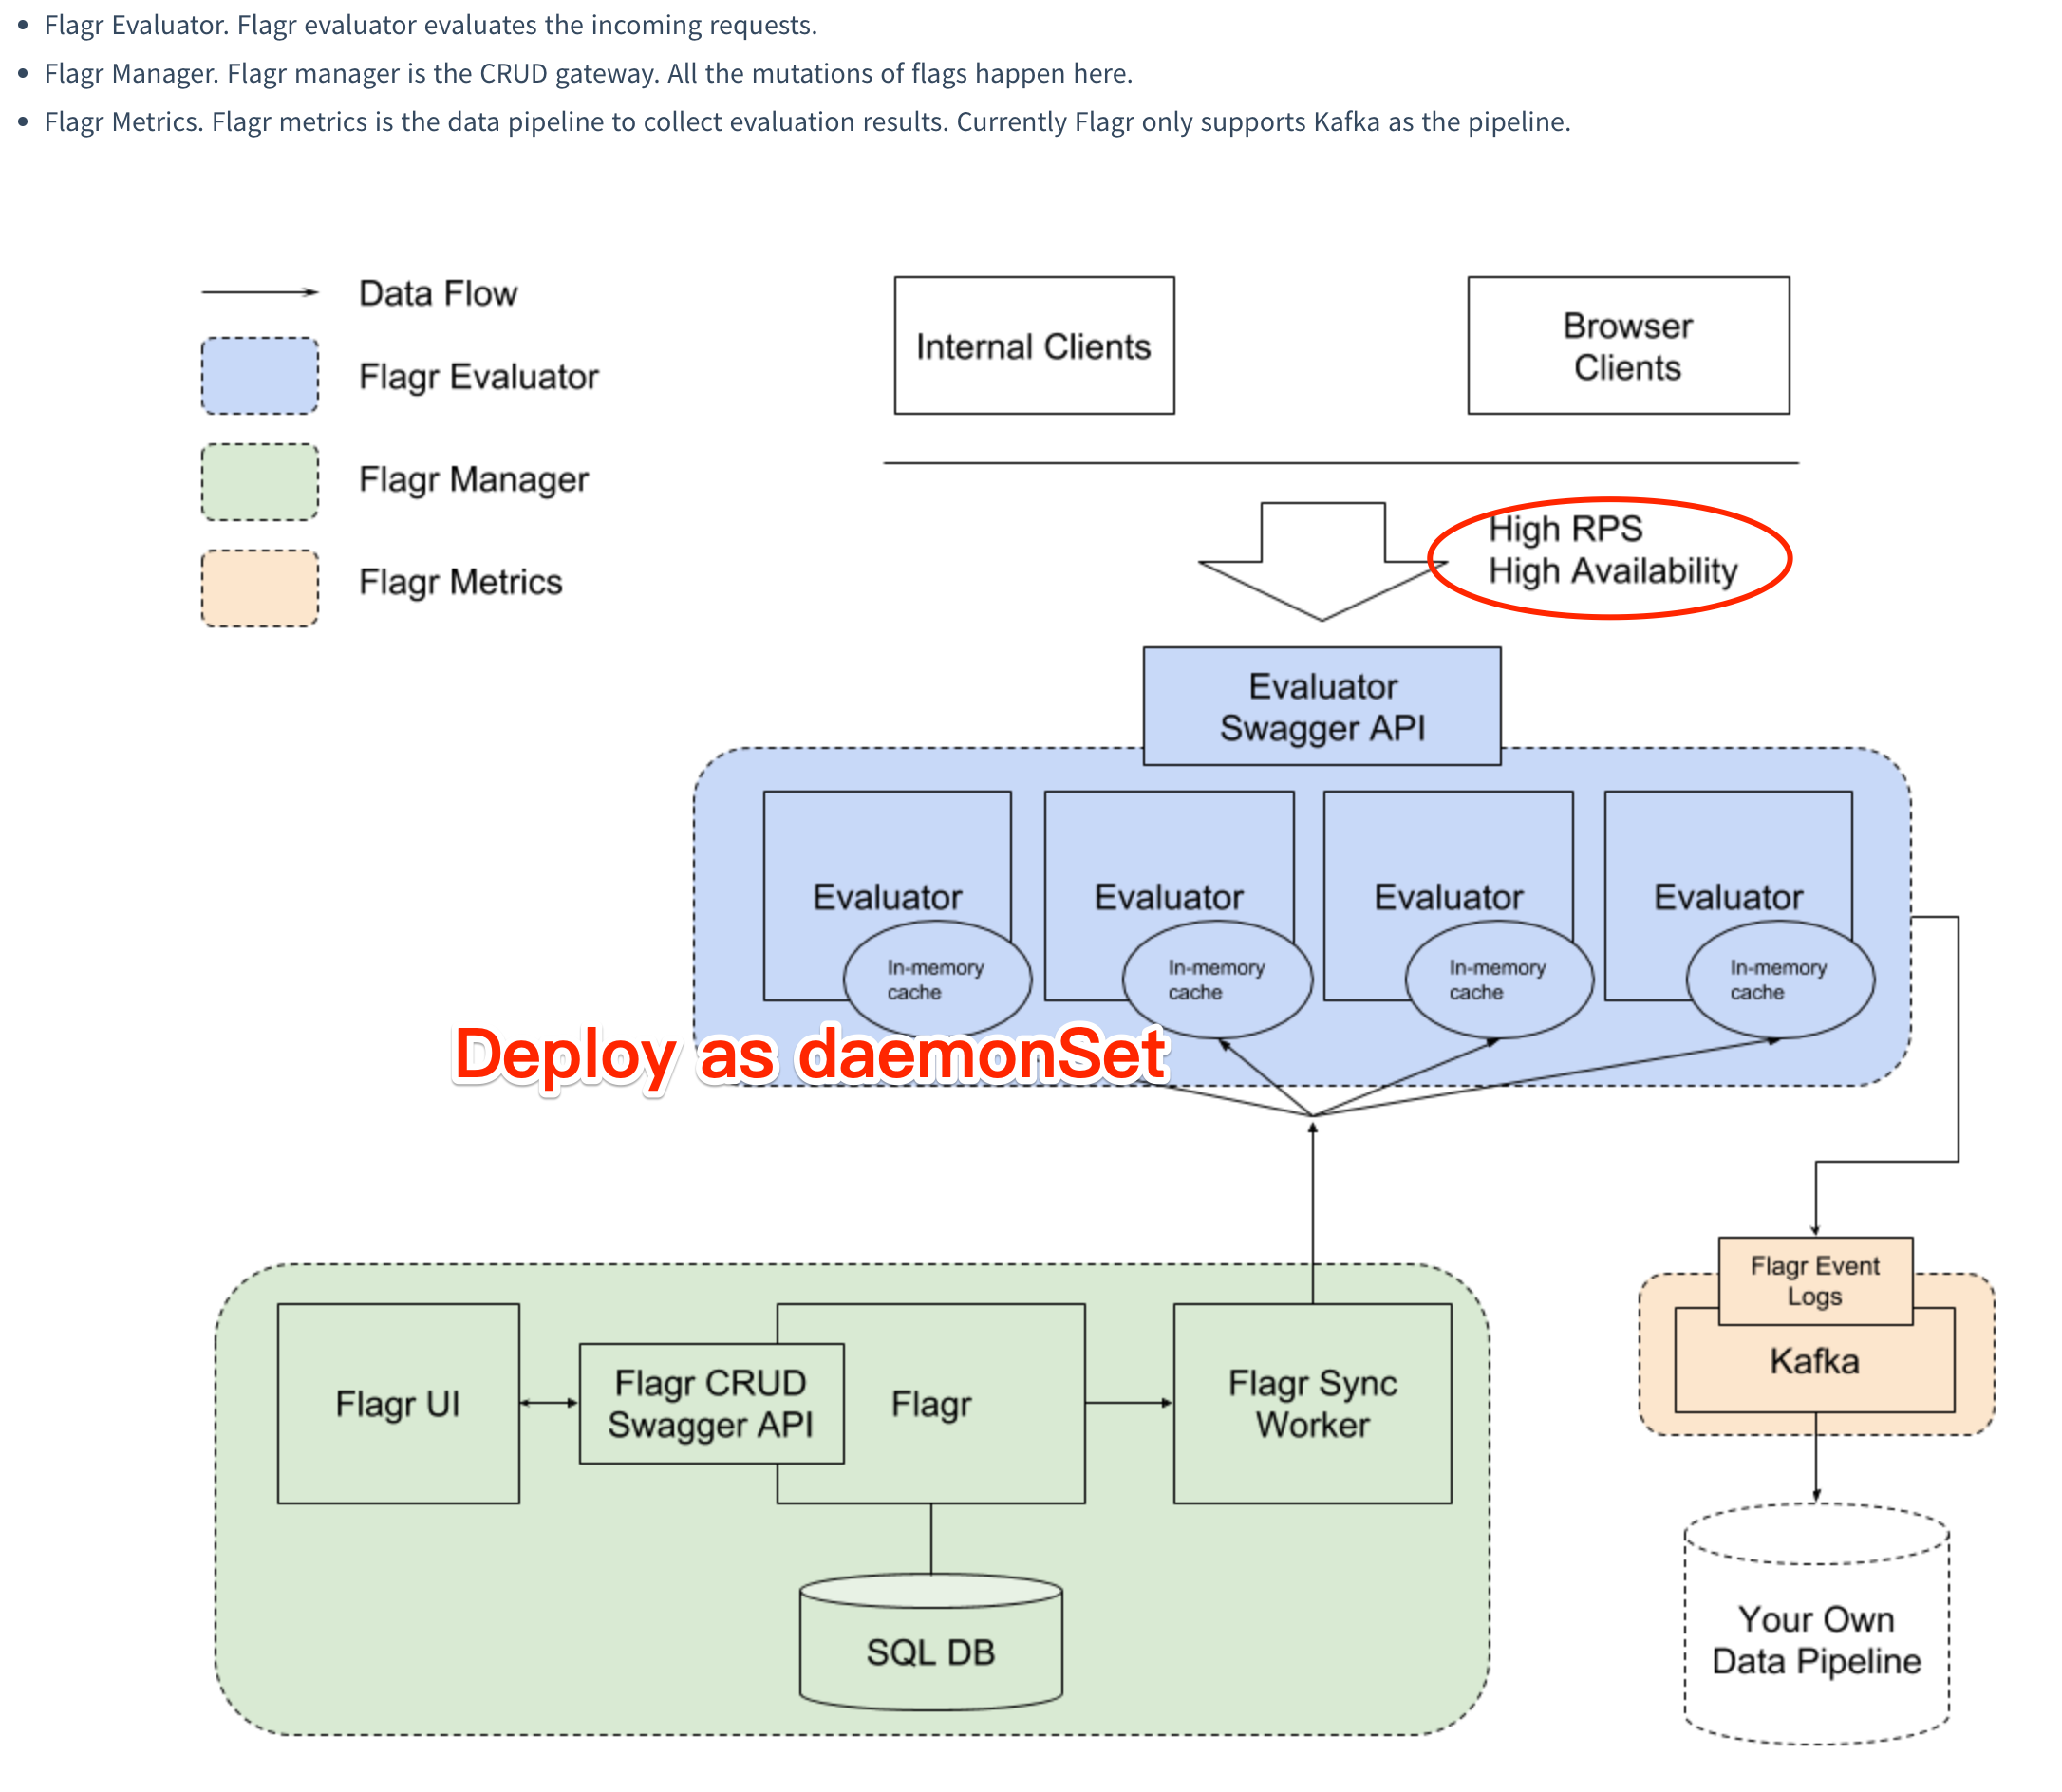 Flagr Evaluator. Flagr evaluator evaluates the incoming requests.
Flagr Manager. Flagr manager is the CRUD gateway. All the mutations of flags happen here.
Flagr Metrics. Flagr metrics is the data pipeline to collect evaluation results. Currently Flagr only supports Kafka as the pipeline.
Data Flow
Flagr Evaluator
Flagr Manager
Flagr Metrics
Internal Clients
Browser
Clients
High RPS
High Availability
Evaluator
Swagger API
Evaluator
In-memory
cache
Evaluator
In-memory
cache
Evaluator
In-memory
cache
Evaluator
In-memory
cache
Deploy as daemonSet
Flagr UI
Flagr CRUD
Swagger API
Flagr
Flagr Sync
Worker
SQL DB
Flagr Event
Logs
Kafka
Your Own
Data Pipeline